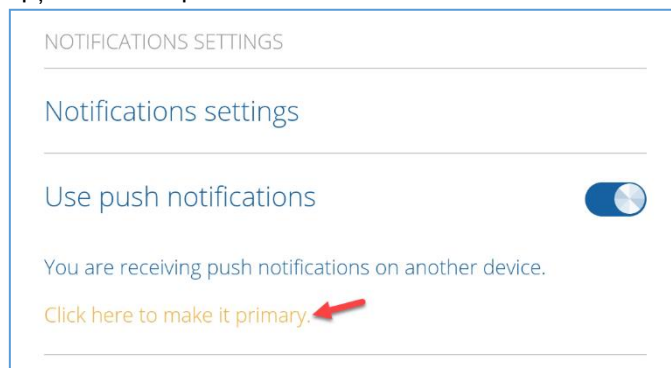 NOTIFICATIONS SETTINGS
Notifications settings
Use push notifications
You are receiving push notifications on another device.
Click here to make it primary.